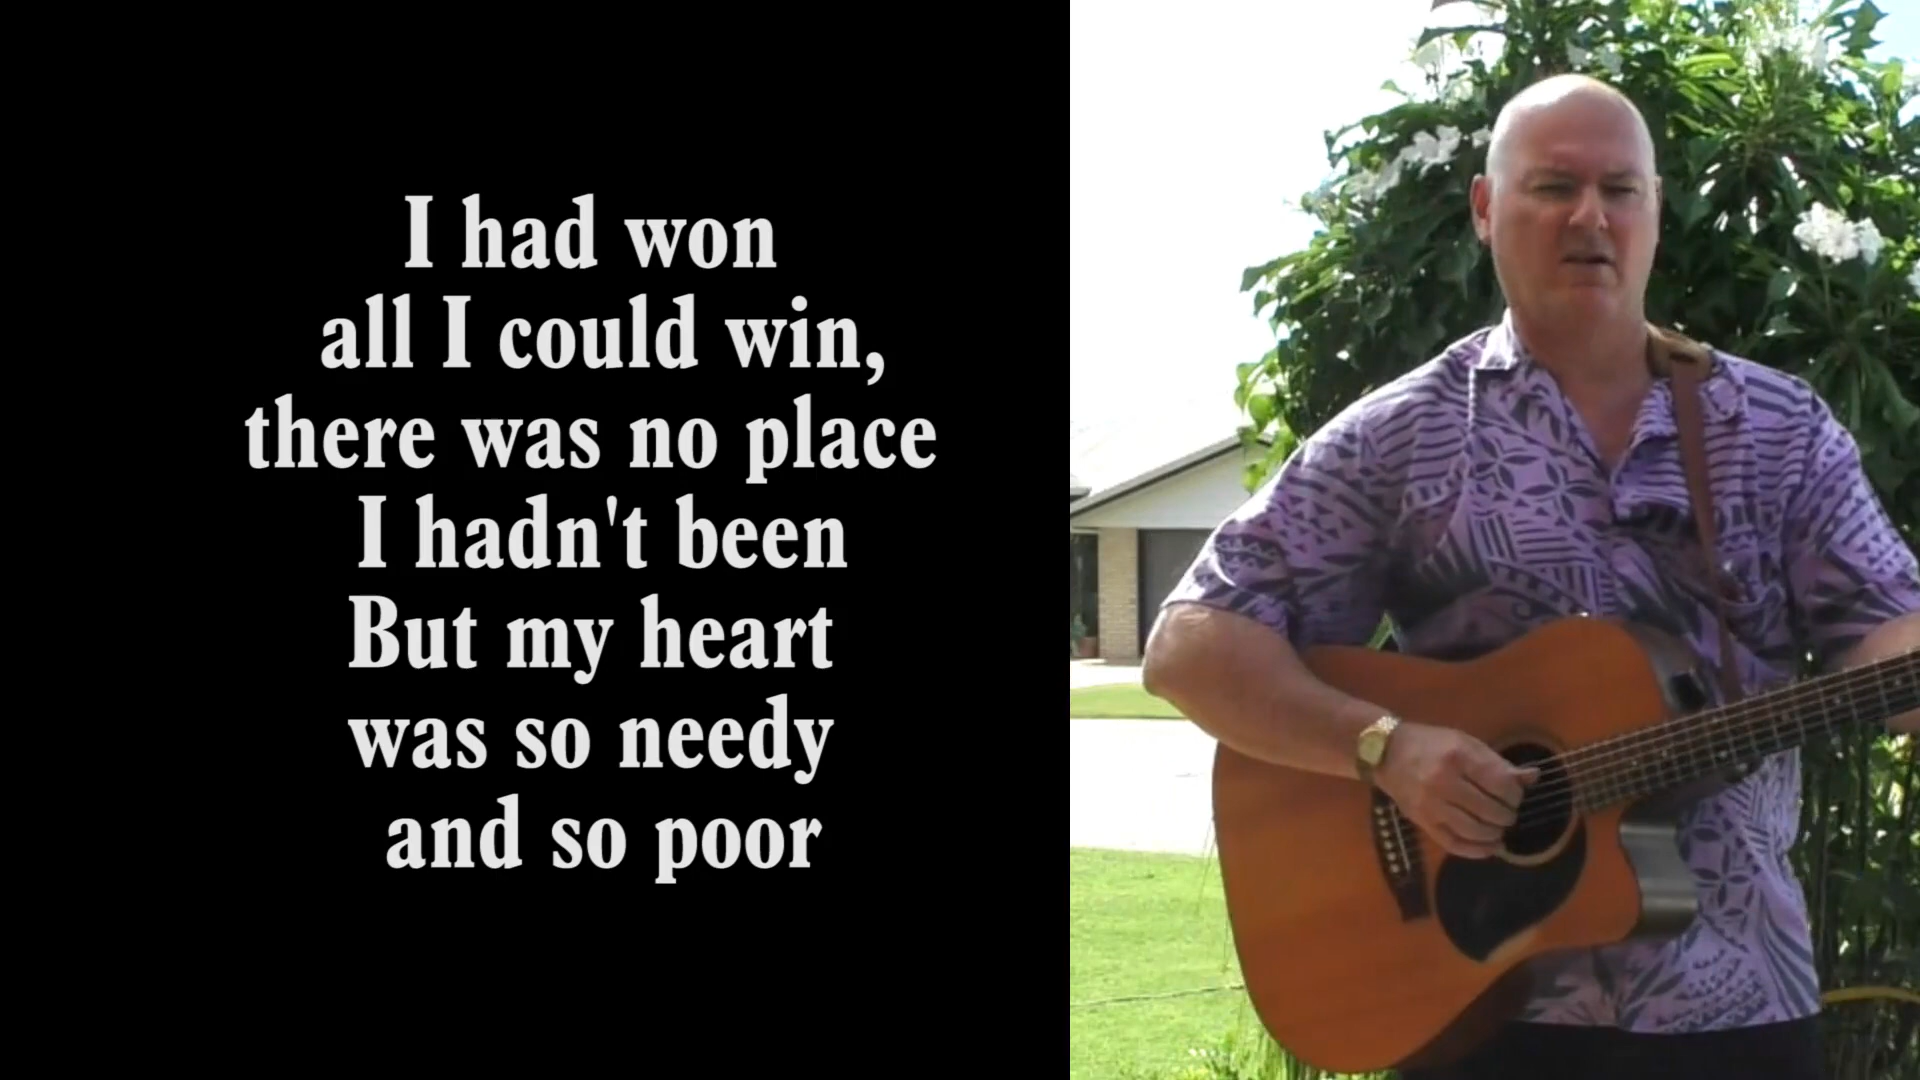 I had won
all I could win,
there was no place
I hadn't been
But my heart
was so needy
and so poor